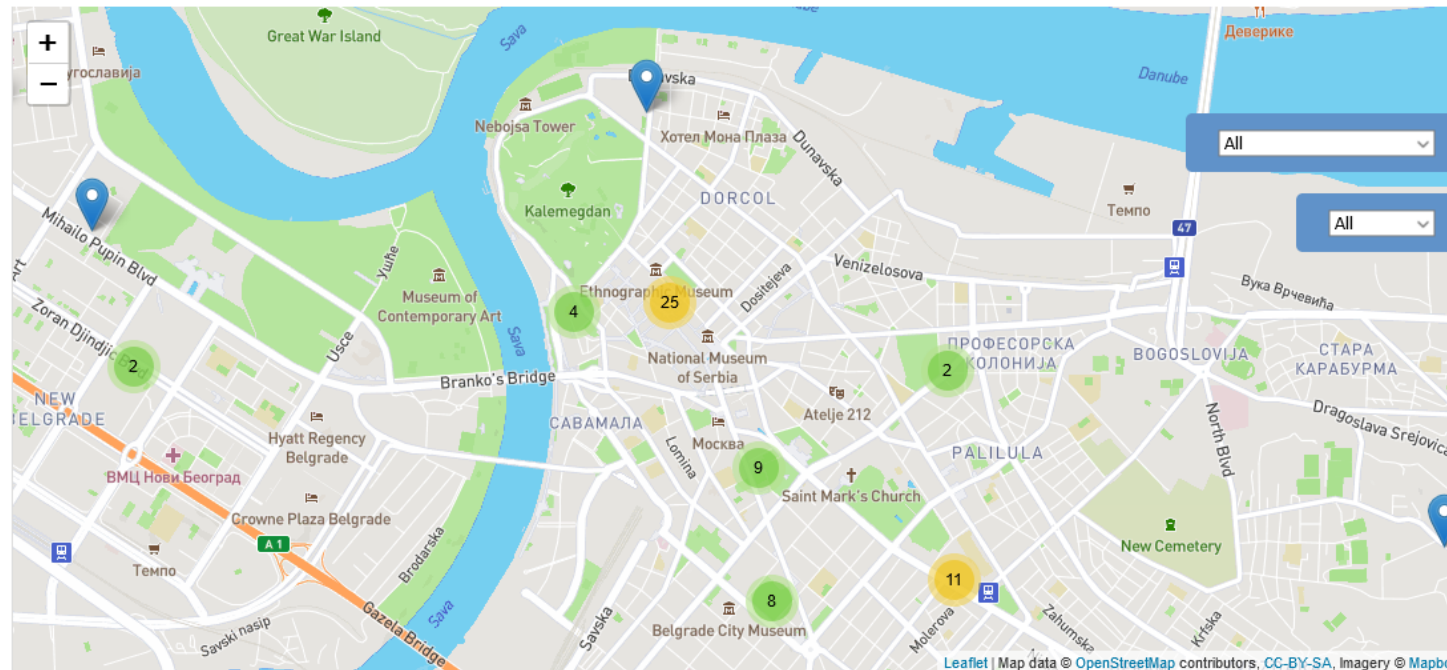 +
−
Great War Island
Sava
Danube
Деверике
Dunavska
Nebojsa Tower
Хотел Мона Плаза
All
Dunavska
Kalemegdan
DORCOL
Темпо
All
47
Mihailo Pupin Blvd
Ушће
Museum of
Contemporary Art
Ethnographic Museum
25
4
Dositejeva
Venizelosova
Вука Врчевића
Zoran Djindjic Blvd
2
Usce
Sava
Branko's Bridge
National Museum
of Serbia
ПРОФЕСОРСКА
КОЛОНИЈА
2
BOGOSLOVIJA
СТАРА
КАРАБУРМА
NEW
BELGRADE
Hyatt Regency
Belgrade
САВАМАЛА
Atelje 212
Москва
Lomina
North Blvd
Dragoslava Srejovica
PALILULA
ВМЦ Нови Београд
9
Saint Mark's Church
Crowne Plaza Belgrade
A 1
Темпо
Brodarska
New Cemetery
11
8
Belgrade City Museum
Savski nasip
Gazela Bridge
Sava
Savska
Molerova
Zahumska
Krfska
Leaflet | Map data © OpenStreetMap contributors, CC-BY-SA, Imagery ©